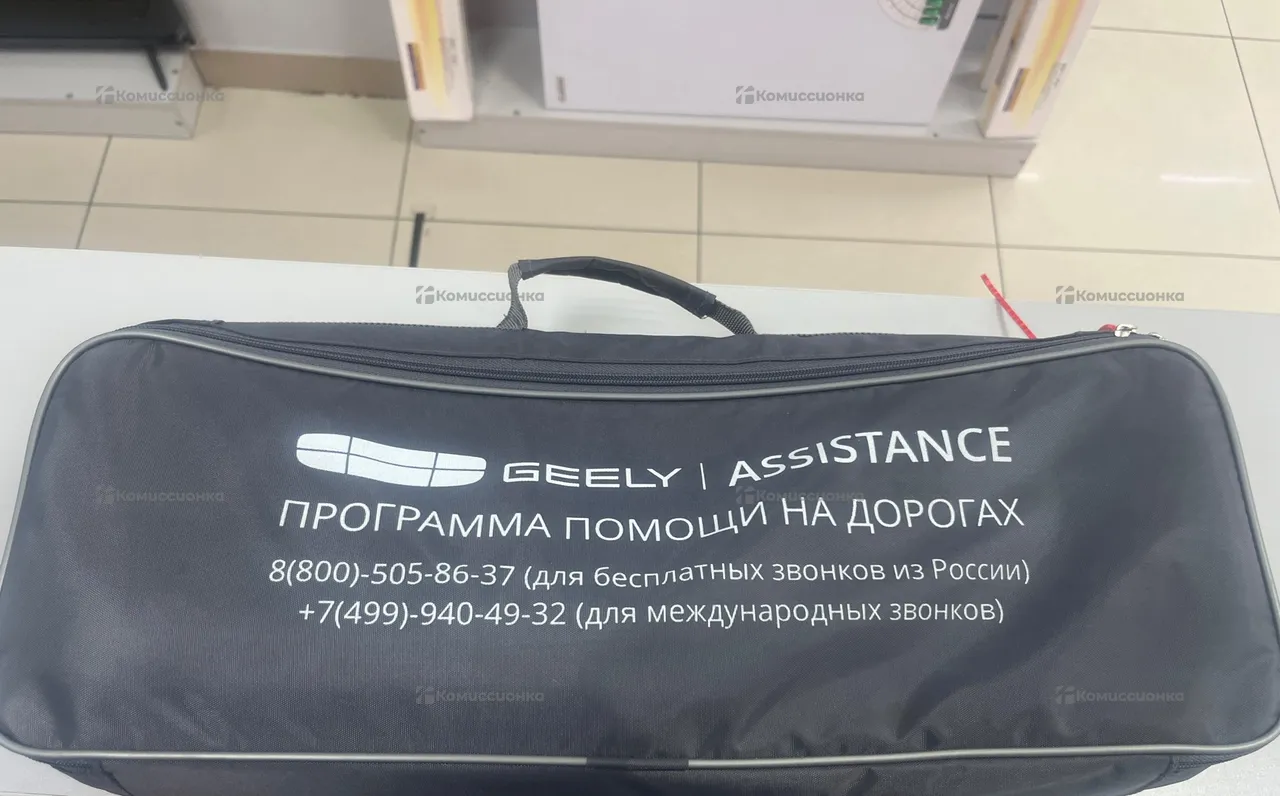 GEELY | ASSISTANCE
ПРОГРАММА ПОМОЩИ НА ДОРОГАХ
8(800)-505-86-37 (для бесплатных звонков из России)
+7(499)-940-49-32 (для международных звонков)
Комиссионка
Комиссионка
Комиссионка
Комиссионка
Комиссионка
Комиссионка
Комиссионка
Комиссионка